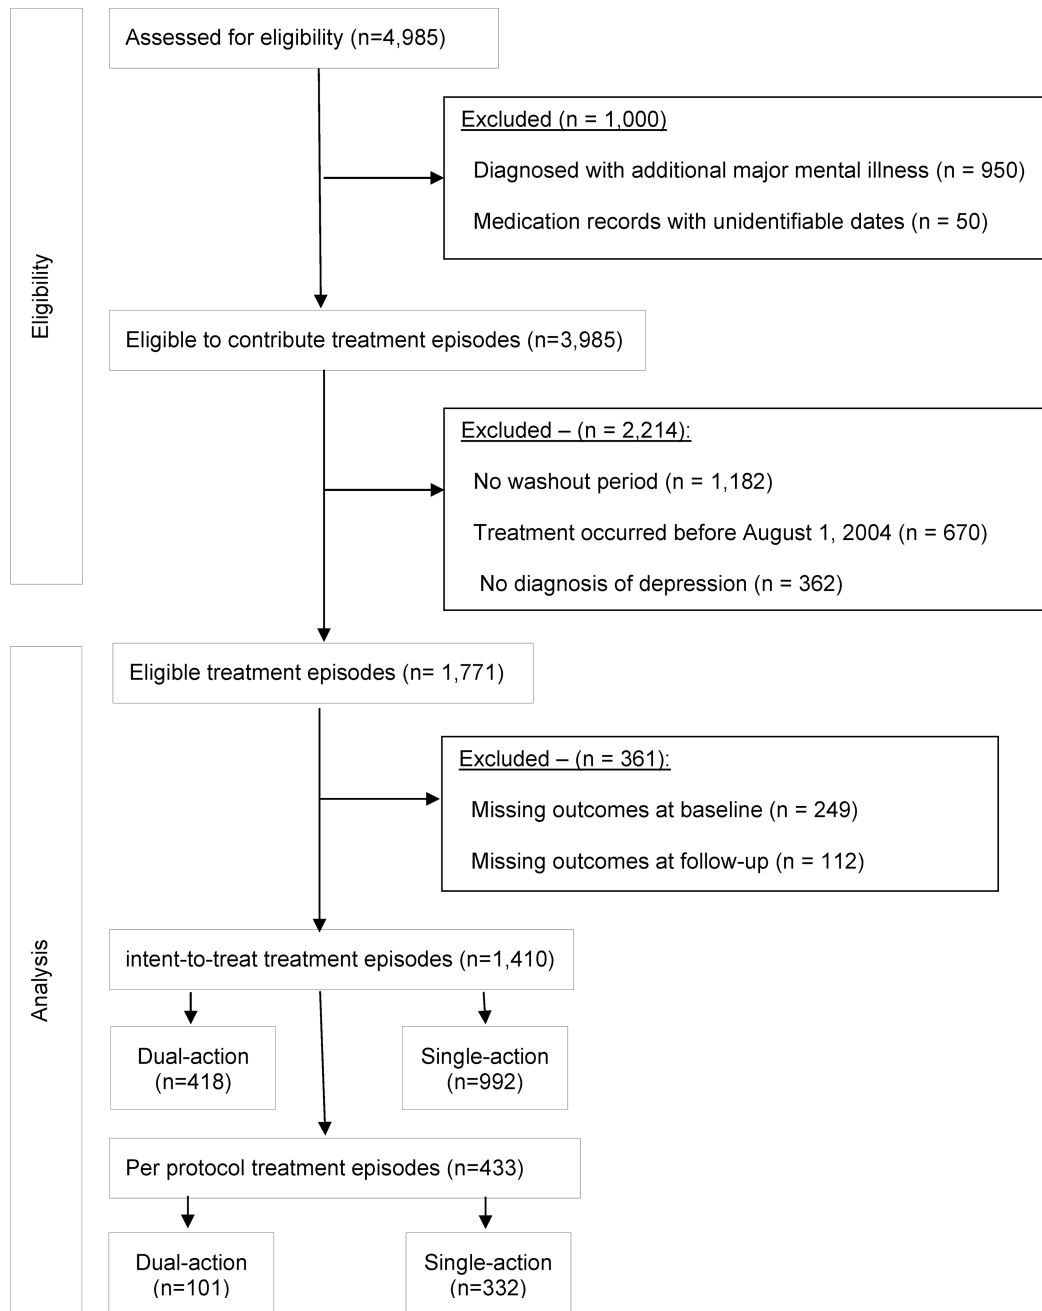 Assessed for eligibility (n=4,985)
Excluded (n = 1,000)
Diagnosed with additional major mental illness (n = 950)
Medication records with unidentifiable dates (n = 50)
Eligibility
Eligible to contribute treatment episodes (n=3,985)
Excluded – (n = 2,214):
No washout period (n = 1,182)
Treatment occurred before August 1, 2004 (n = 670)
No diagnosis of depression (n = 362)
Eligible treatment episodes (n= 1,771)
Excluded – (n = 361):
Missing outcomes at baseline (n = 249)
Missing outcomes at follow-up (n = 112)
Analysis
intent-to-treat treatment episodes (n=1,410)
Dual-action
(n=418)
Single-action
(n=992)
Per protocol treatment episodes (n=433)
Dual-action
(n=101)
Single-action
(n=332)